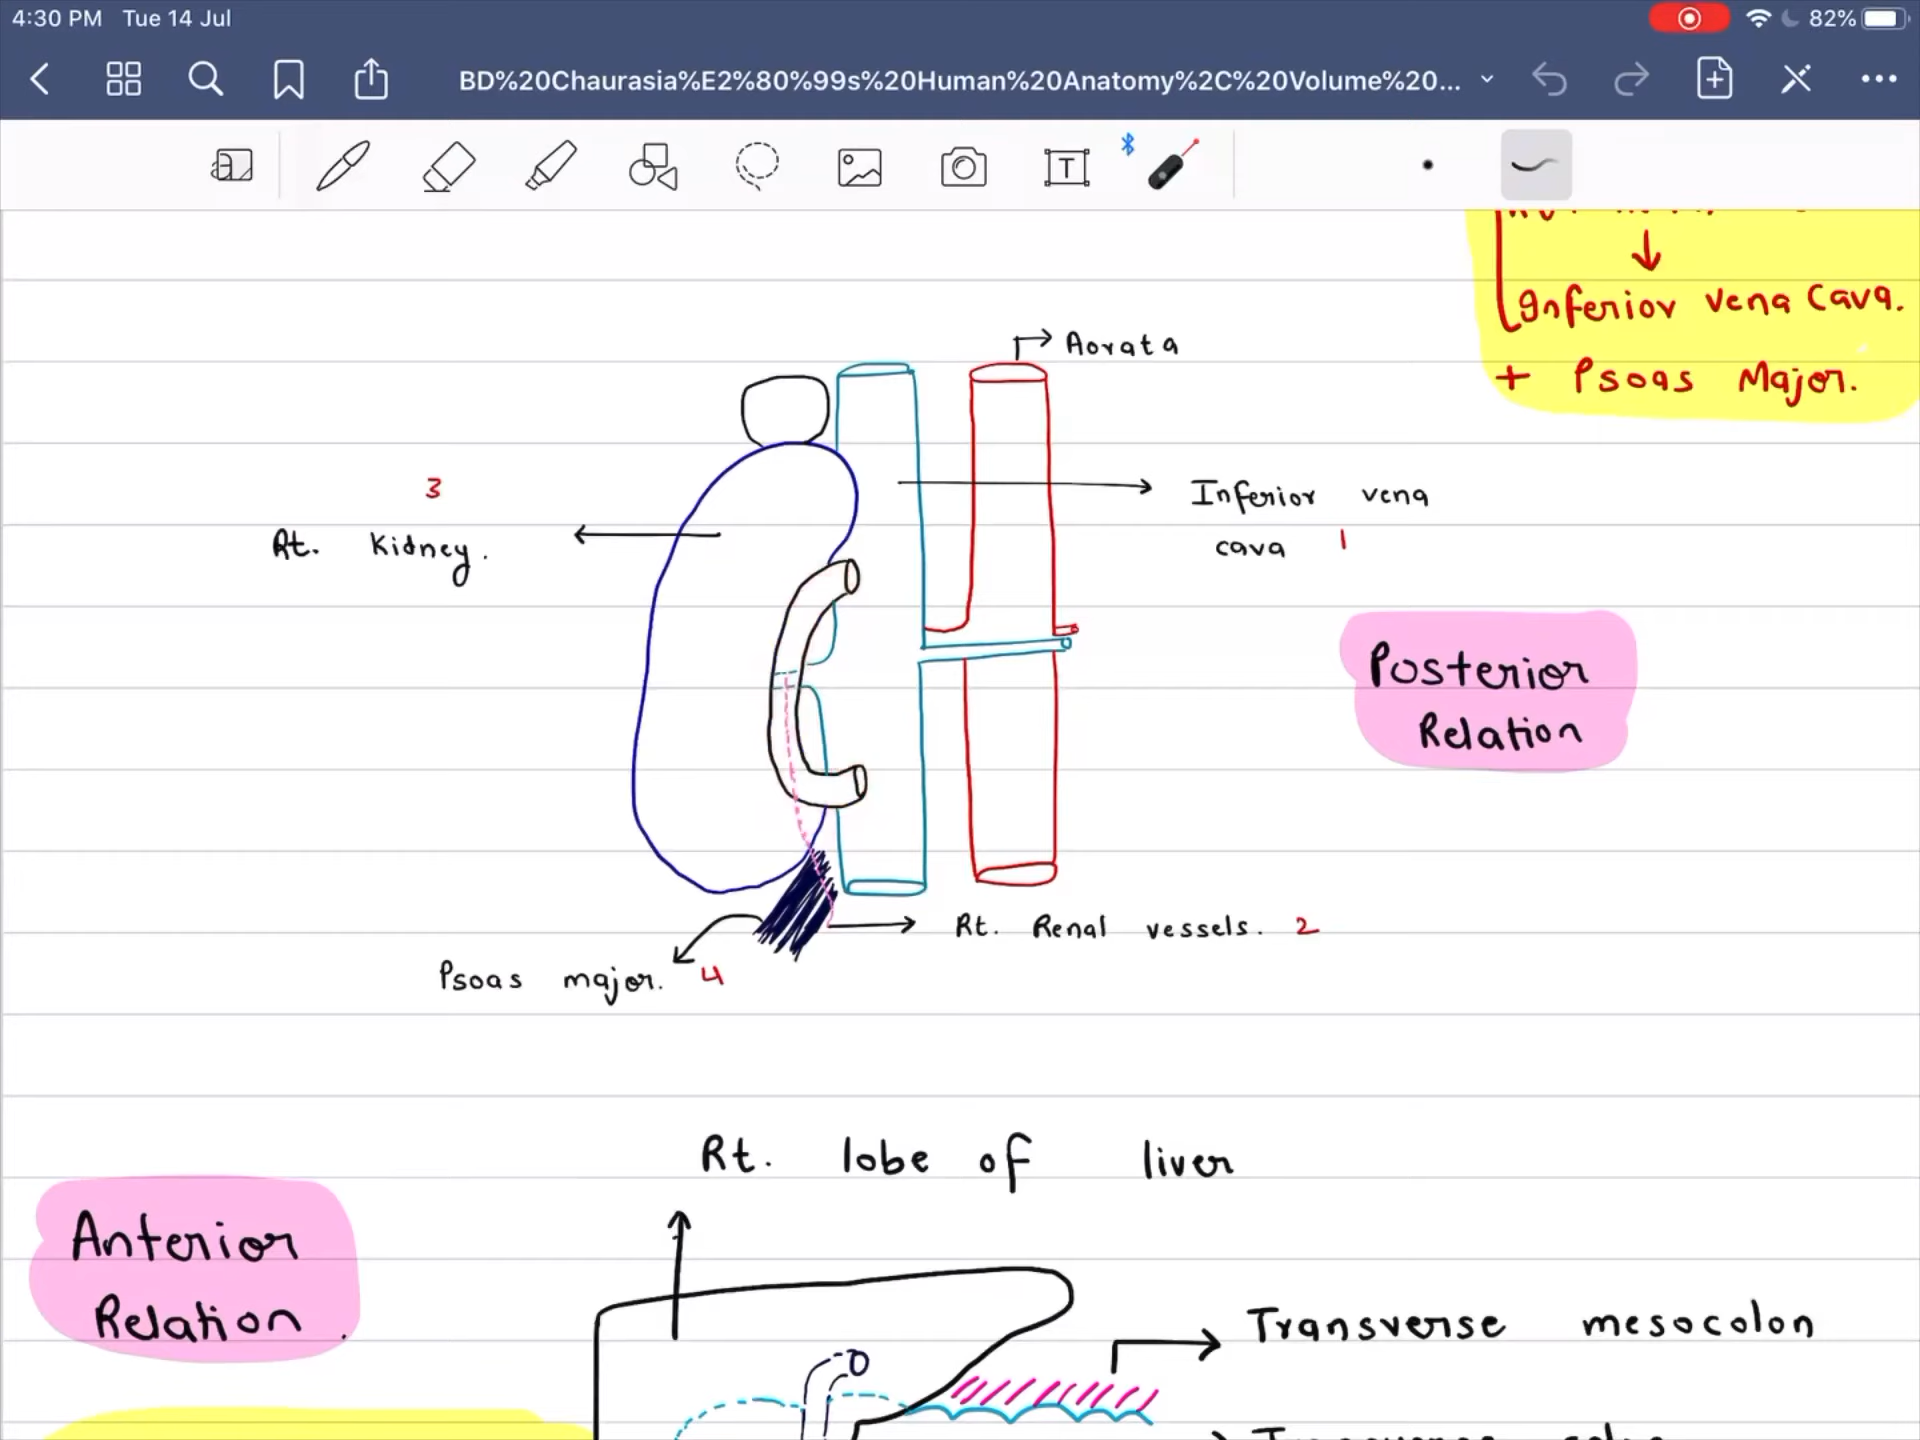 4:30 PM Tue 14 Jul
82%
BD%20Chaurasia%E2%80%99s%20Human%20Anatomy%2C%20Volume%20...
T
Inferior vena Cava.
+ Psoas Major.
Aorata
3
Rt. Kidney.
Inferior vena
cava 1
Posterior
Relation
Rt. Renal vessels. 2
Psoas major. 4
Rt. lobe of liver
Anterior
Relation.
Transverse mesocolon